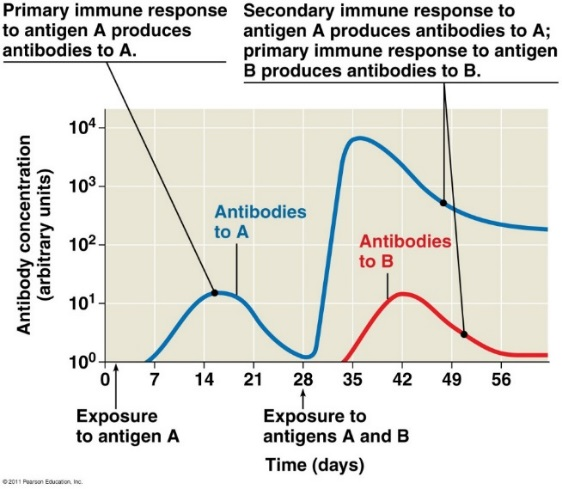 Primary immune response
to antigen A produces
antibodies to A.
Secondary immune response to
antigen A produces antibodies to A;
primary immune response to antigen
B produces antibodies to B.
Antibody concentration
(arbitrary units)
10⁴
10³
10²
10¹
10⁰
Antibodies
to A
Antibodies
to B
0 7 14 21 28 35 42 49 56
Exposure
to antigen A
Exposure to
antigens A and B
Time (days)
© 2011 Pearson Education, Inc.